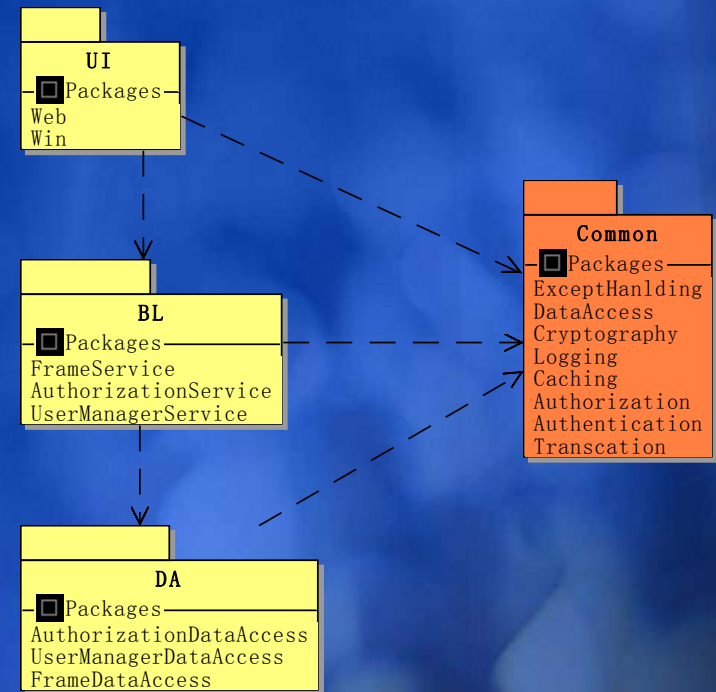 UI
Packages
Web
Win
Common
Packages
ExceptHanlding
DataAccess
Cryptography
Logging
Caching
Authorization
Authentication
Transcation
BL
Packages
FrameService
AuthorizationService
UserManagerService
DA
Packages
AuthorizationDataAccess
UserManagerDataAccess
FrameDataAccess